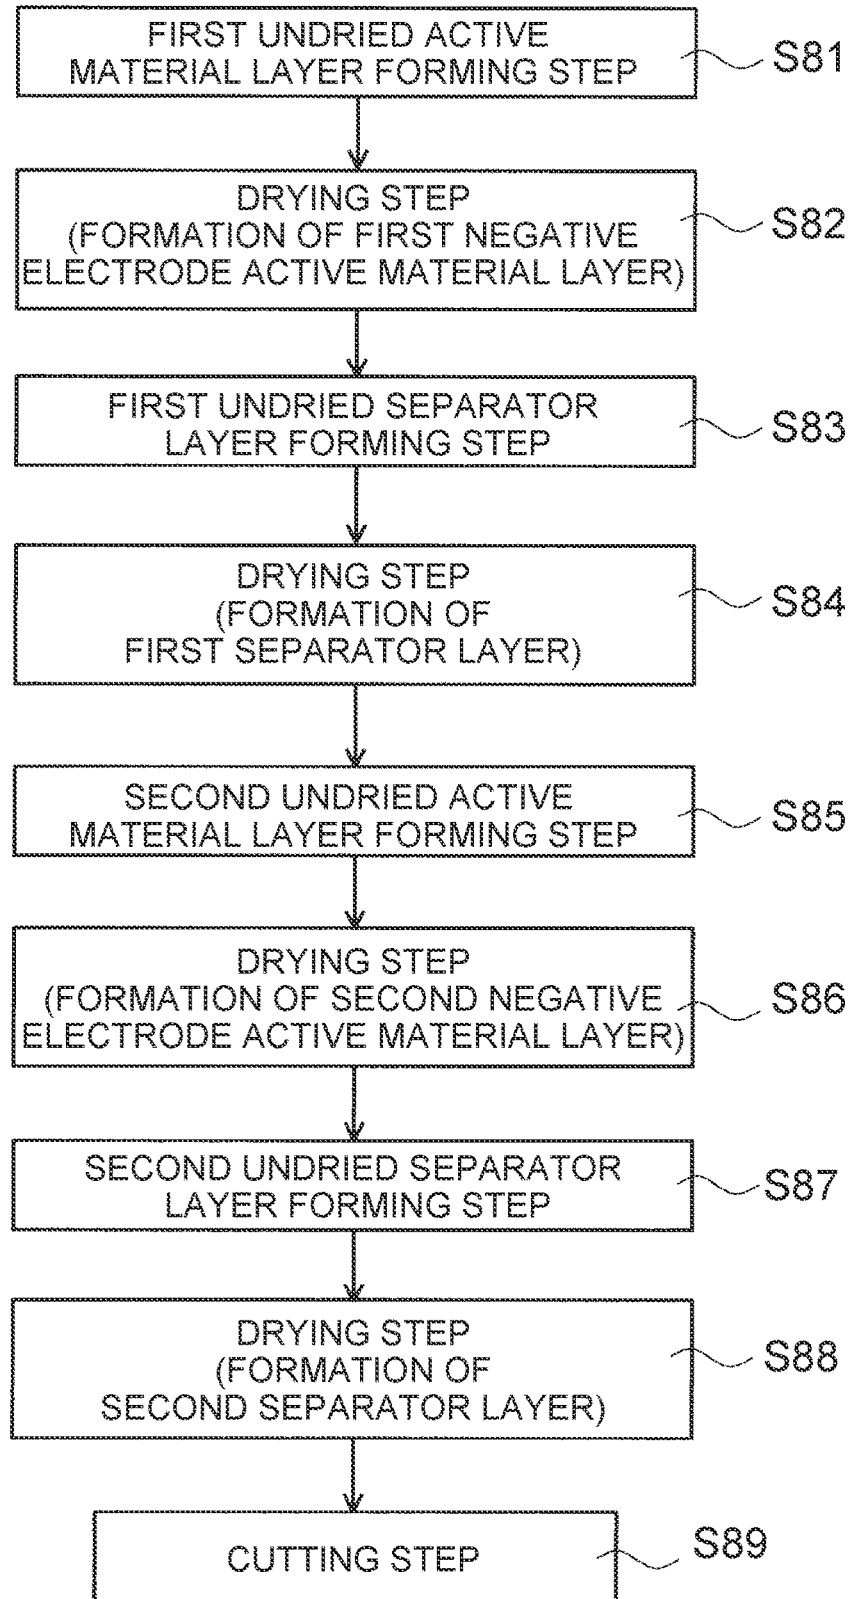 FIRST UNDRIED ACTIVE
MATERIAL LAYER FORMING STEP
S81
DRYING STEP
(FORMATION OF FIRST NEGATIVE
ELECTRODE ACTIVE MATERIAL LAYER)
S82
FIRST UNDRIED SEPARATOR
LAYER FORMING STEP
S83
DRYING STEP
(FORMATION OF
FIRST SEPARATOR LAYER)
S84
SECOND UNDRIED ACTIVE
MATERIAL LAYER FORMING STEP
S85
DRYING STEP
(FORMATION OF SECOND NEGATIVE
ELECTRODE ACTIVE MATERIAL LAYER)
S86
SECOND UNDRIED SEPARATOR
LAYER FORMING STEP
S87
DRYING STEP
(FORMATION OF
SECOND SEPARATOR LAYER)
S88
CUTTING STEP
S89